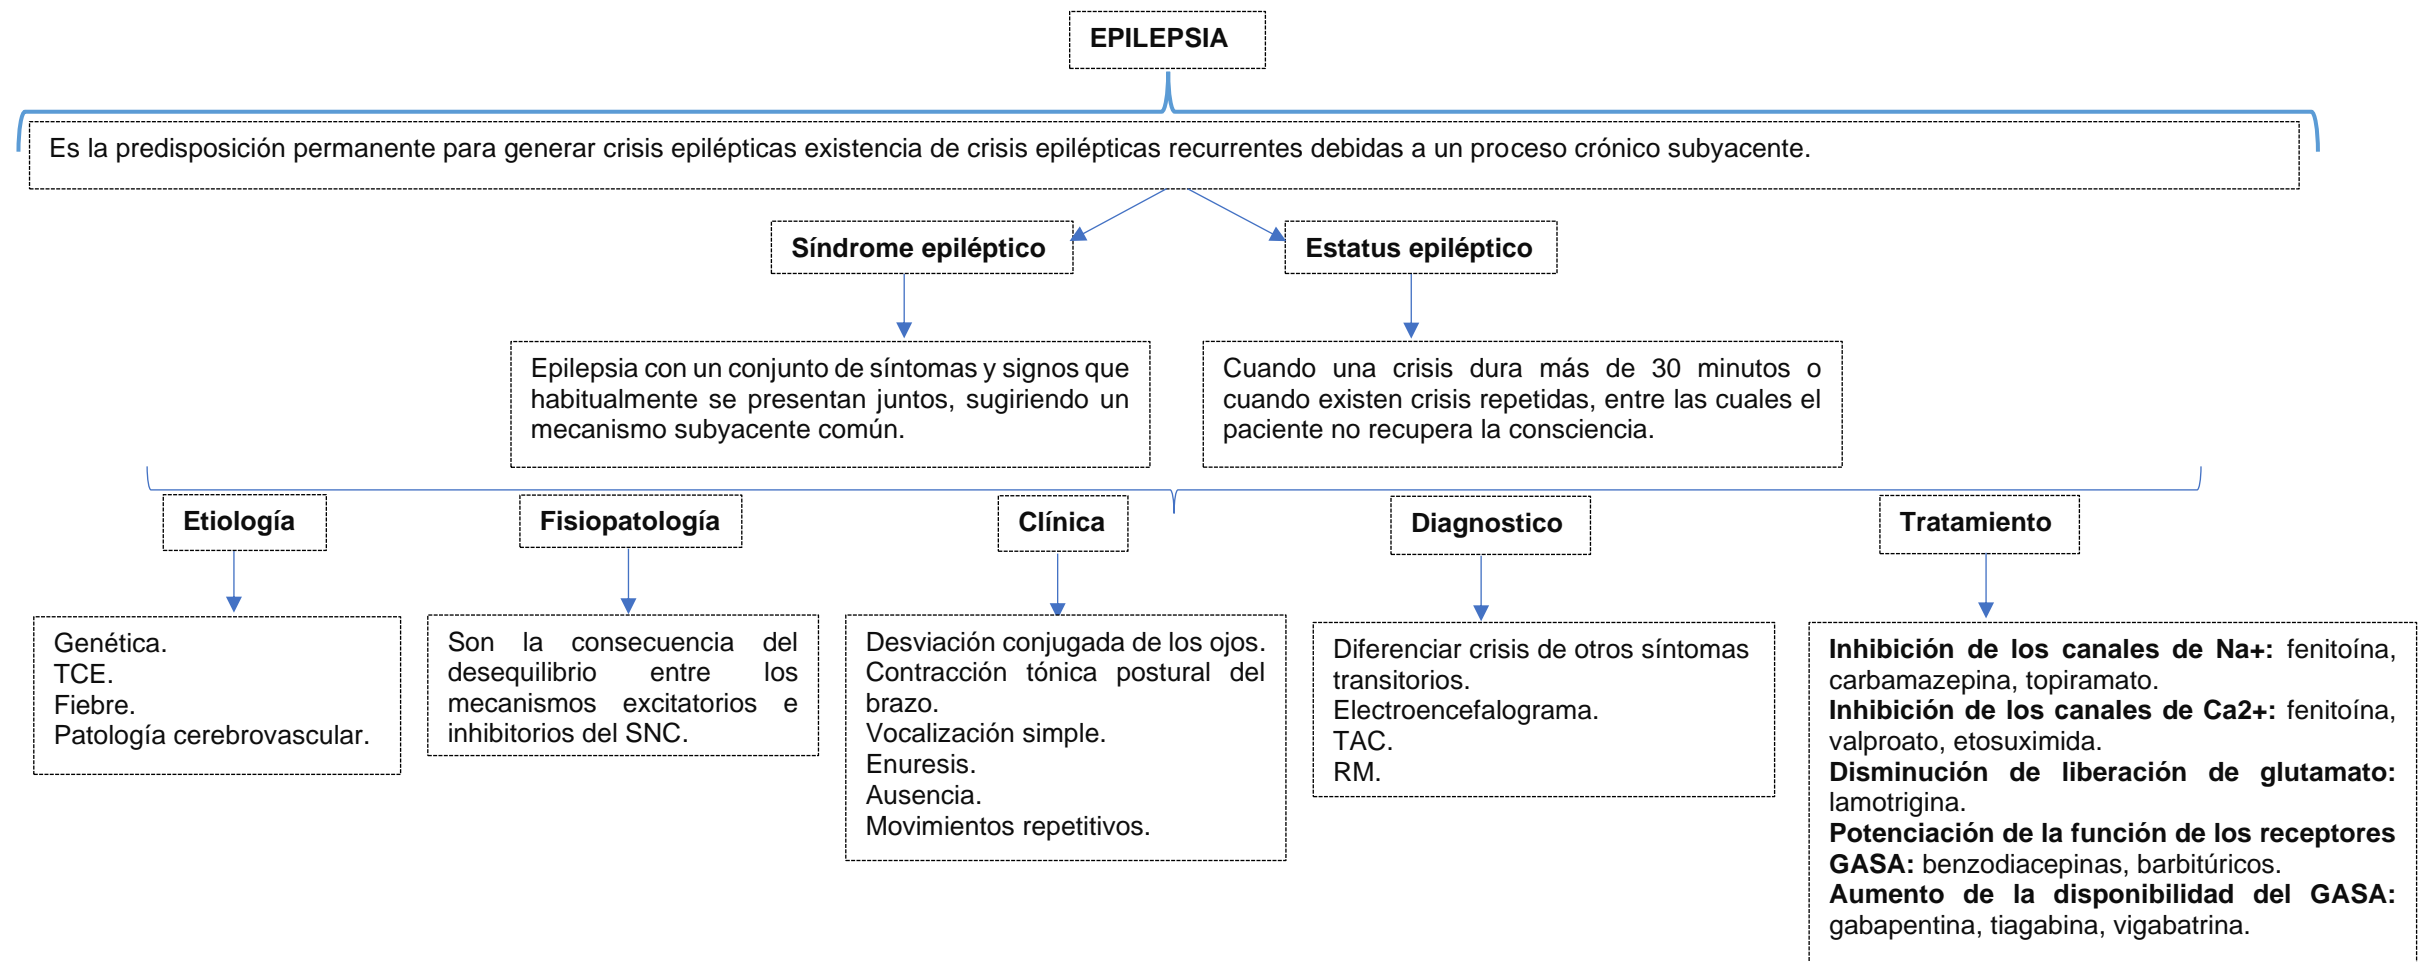 EPILEPSIA
Es la predisposición permanente para generar crisis epilépticas existencia de crisis epilépticas recurrentes debidas a un proceso crónico subyacente.
Síndrome epiléptico
Estatus epiléptico
Epilepsia con un conjunto de síntomas y signos que
habitualmente se presentan juntos, sugiriendo un
mecanismo subyacente común.
Cuando una crisis dura más de 30 minutos o
cuando existen crisis repetidas, entre las cuales el
paciente no recupera la consciencia.
Etiología
Fisiopatología
Clínica
Diagnostico
Tratamiento
Genética.
TCE.
Fiebre.
Patología cerebrovascular.
Son la consecuencia del
desequilibrio entre los
mecanismos excitatorios e
inhibitorios del SNC.
Desviación conjugada de los ojos.
Contracción tónica postural del
brazo.
Vocalización simple.
Enuresis.
Ausencia.
Movimientos repetitivos.
Diferenciar crisis de otros síntomas
transitorios.
Electroencefalograma.
TAC.
RM.
Inhibición de los canales de Na+: fenitoína,
carbamazepina, topiramato.
Inhibición de los canales de Ca2+: fenitoína,
valproato, etosuximida.
Disminución de liberación de glutamato:
lamotrigina.
Potenciación de la función de los receptores
GASA: benzodiacepinas, barbitúricos.
Aumento de la disponibilidad del GASA:
gabapentina, tiagabina, vigabatrina.